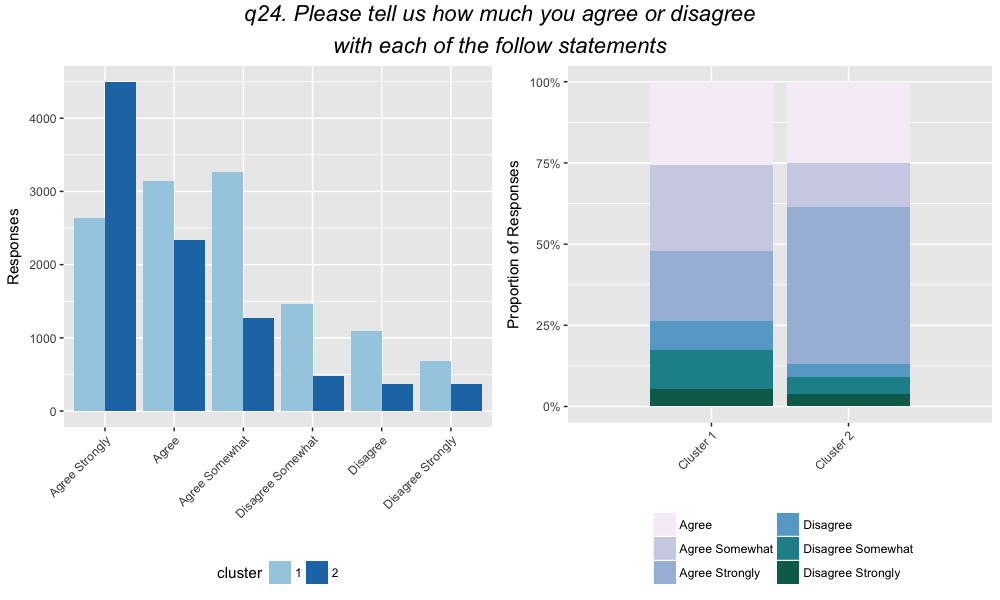 q24. Please tell us how much you agree or disagree
with each of the follow statements
Responses
4000
3000
2000
1000
0
Agree Strongly
Agree
Agree Somewhat
Disagree Somewhat
Disagree
Disagree Strongly
cluster 1 2
Proportion of Responses
100%
75%
50%
25%
0%
Cluster 1
Cluster 2
Agree
Agree Somewhat
Agree Strongly
Disagree
Disagree Somewhat
Disagree Strongly